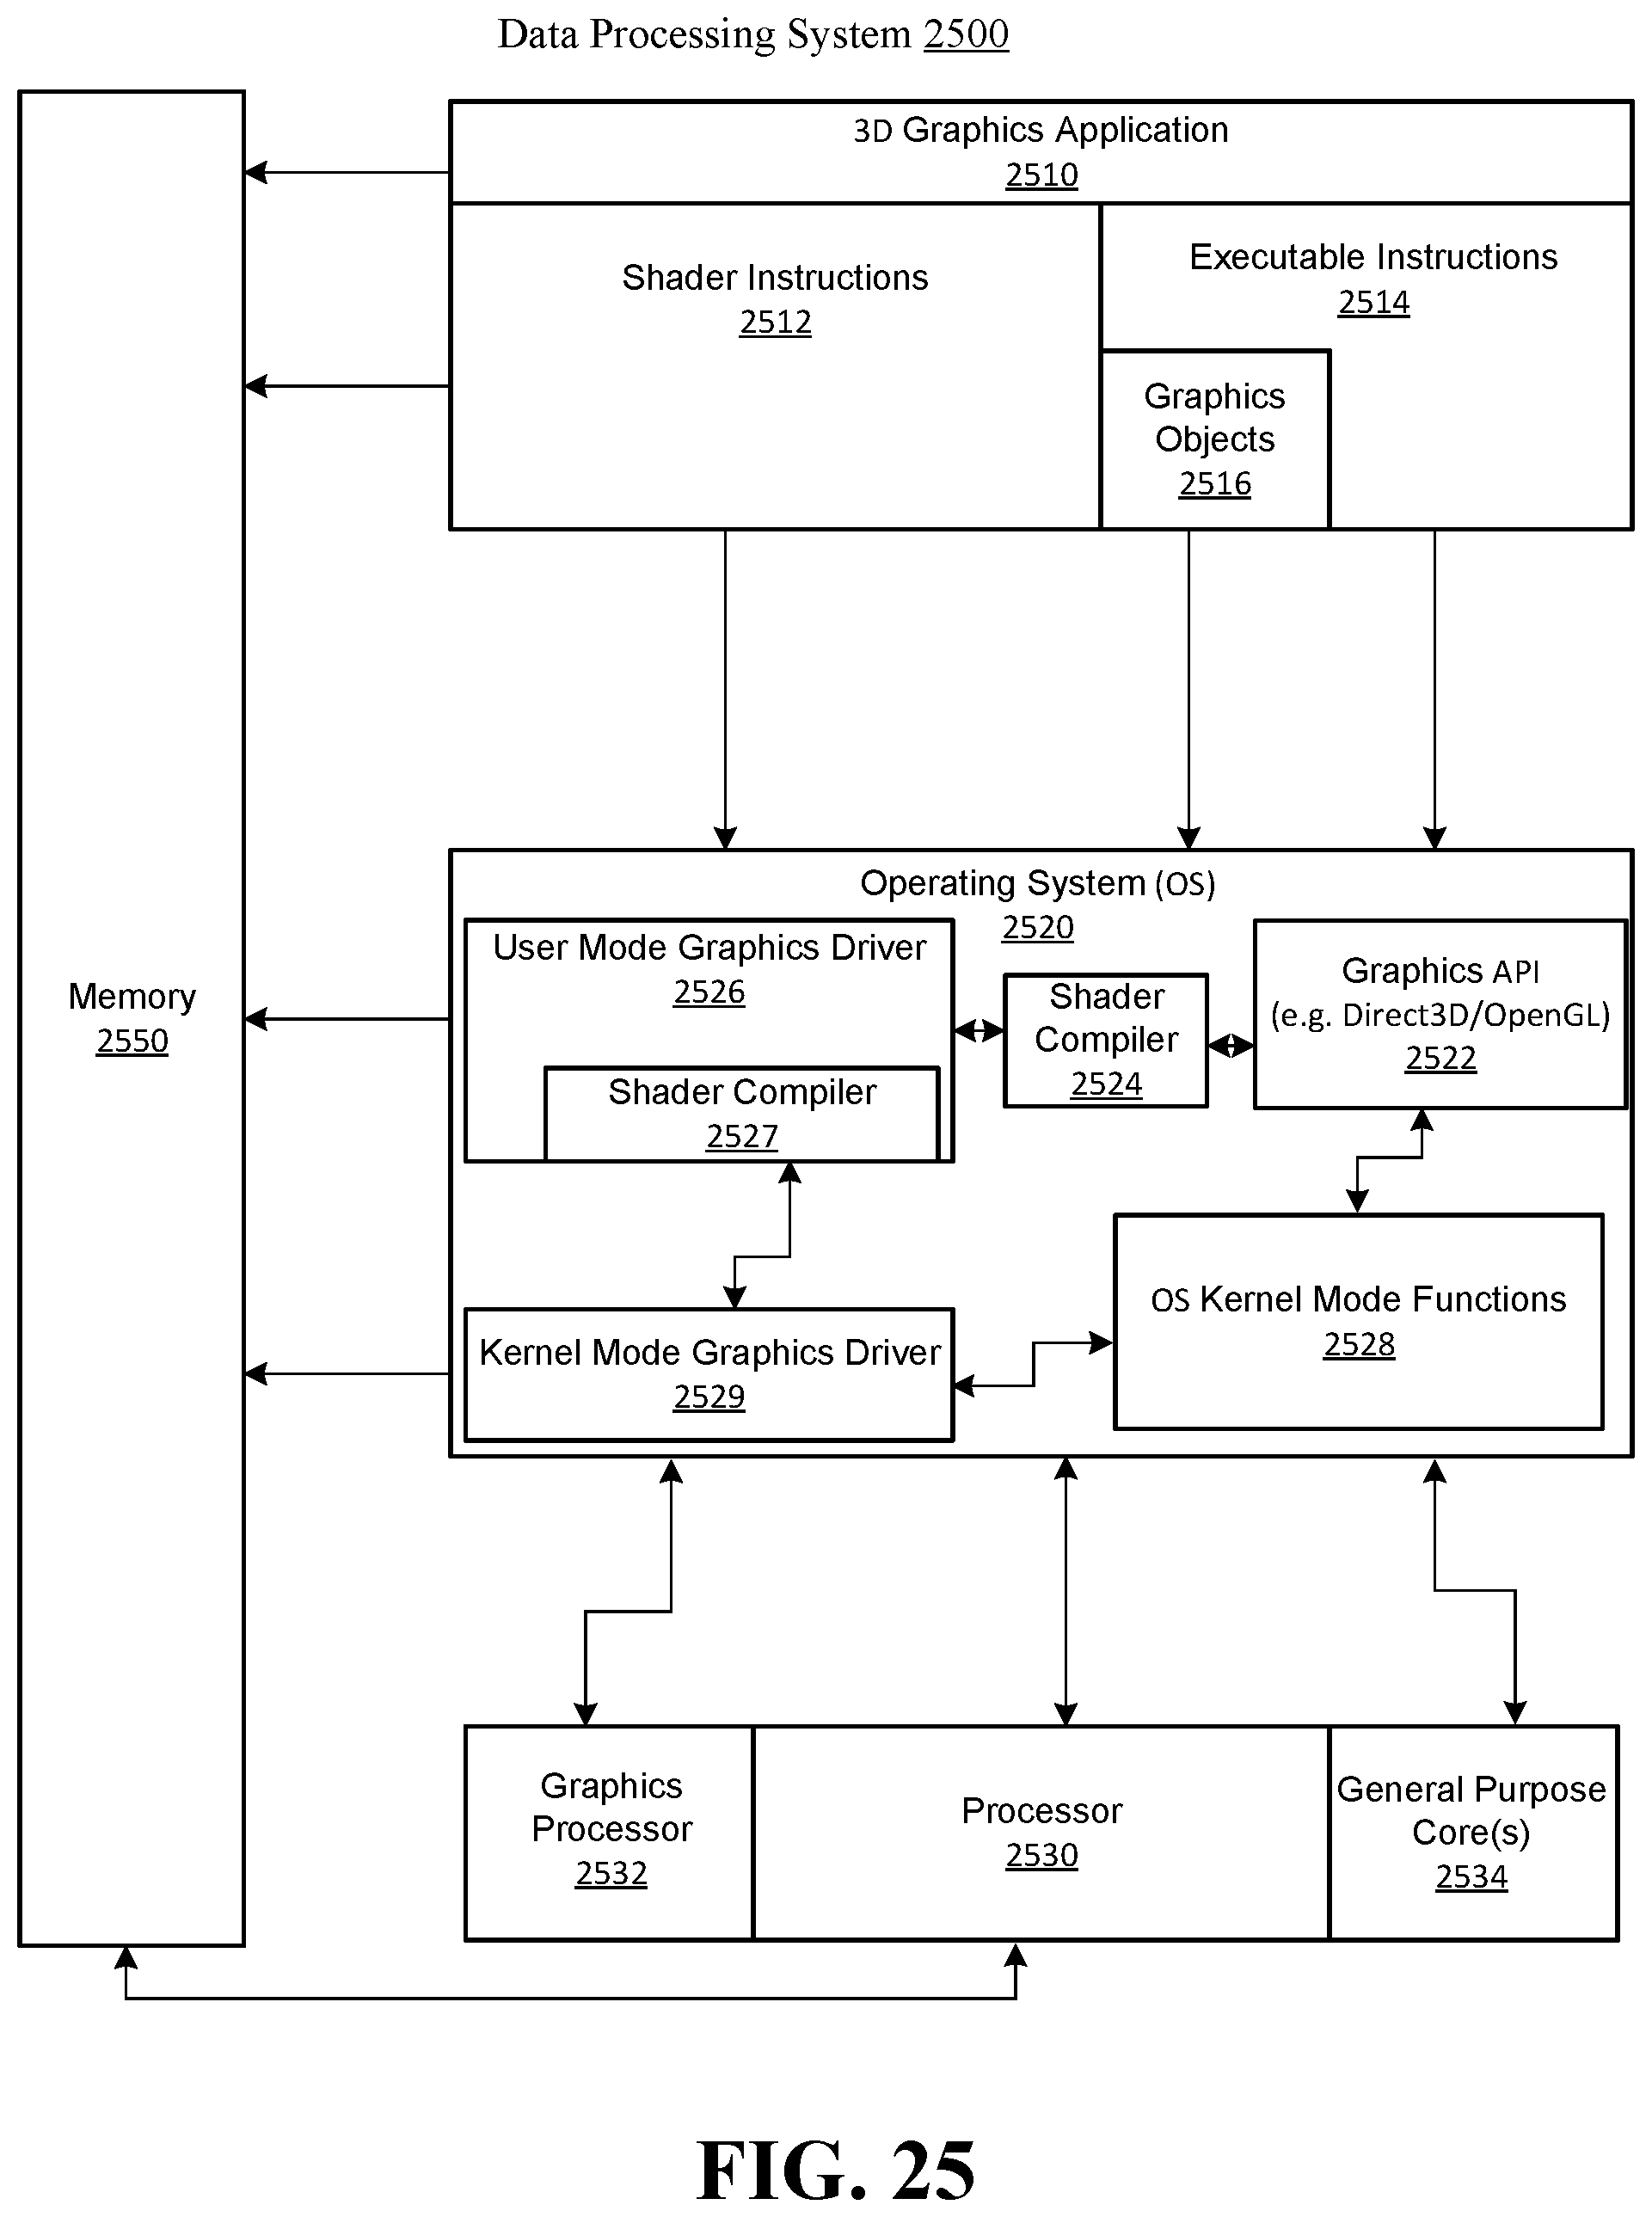 Data Processing System 2500
3D Graphics Application
2510
Shader Instructions
2512
Executable Instructions
2514
Graphics
Objects
2516
Memory
2550
Operating System (OS)
2520
User Mode Graphics Driver
2526
Shader Compiler
2527
Shader
Compiler
2524
Graphics API
(e.g. Direct3D/OpenGL)
2522
OS Kernel Mode Functions
2528
Kernel Mode Graphics Driver
2529
Graphics
Processor
2532
Processor
2530
General Purpose
Core(s)
2534
FIG. 25